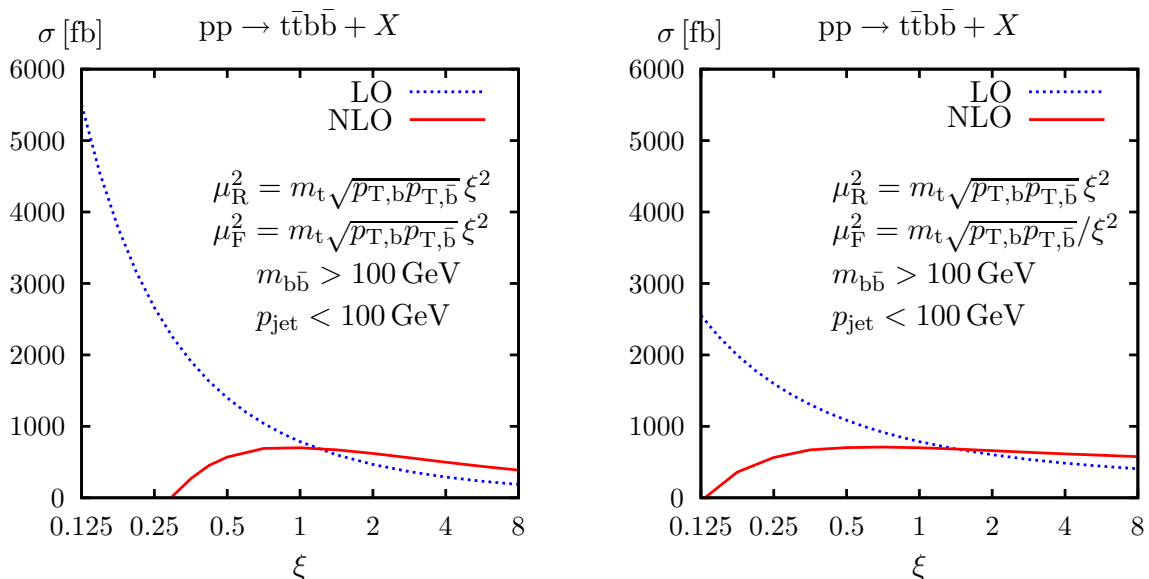 σ [fb]
pp → tt̄bb̄ + X
6000
5000
4000
3000
2000
1000
0
LO
NLO
μ²_R = m_t√(p_T,b p_T,b̄) ξ²
μ²_F = m_t√(p_T,b p_T,b̄) ξ²
m_bb̄ > 100 GeV
p_jet < 100 GeV
0.125 0.25 0.5 1 2 4 8
ξ
σ [fb]
pp → tt̄bb̄ + X
6000
5000
4000
3000
2000
1000
0
LO
NLO
μ²_R = m_t√(p_T,b p_T,b̄) ξ²
μ²_F = m_t√(p_T,b p_T,b̄)/ξ²
m_bb̄ > 100 GeV
p_jet < 100 GeV
0.125 0.25 0.5 1 2 4 8
ξ